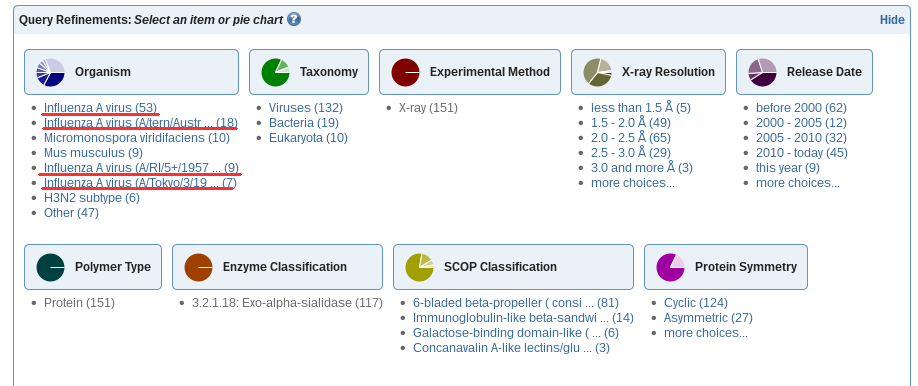 Query Refinements: Select an item or pie chart ?
Hide
Organism
Influenza A virus (53)
Influenza A virus (A/tern/Austr ... (18)
Micromonospora viridifaciens (10)
Mus musculus (9)
Influenza A virus (A/RI/5+/1957 ... (9)
Influenza A virus (A/Tokyo/3/19 ... (7)
H3N2 subtype (6)
Other (47)
Taxonomy
Viruses (132)
Bacteria (19)
Eukaryota (10)
Experimental Method
X-ray (151)
X-ray Resolution
less than 1.5 Å (5)
1.5 - 2.0 Å (49)
2.0 - 2.5 Å (65)
2.5 - 3.0 Å (29)
3.0 and more Å (3)
more choices...
Release Date
before 2000 (62)
2000 - 2005 (12)
2005 - 2010 (32)
2010 - today (45)
this year (9)
more choices...
Polymer Type
Protein (151)
Enzyme Classification
3.2.1.18: Exo-alpha-sialidase (117)
SCOP Classification
6-bladed beta-propeller ( consi ... (81)
Immunoglobulin-like beta-sandwi ... (14)
Galactose-binding domain-like ( ... (6)
Concanavalin A-like lectins/glu ... (3)
Protein Symmetry
Cyclic (124)
Asymmetric (27)
more choices...